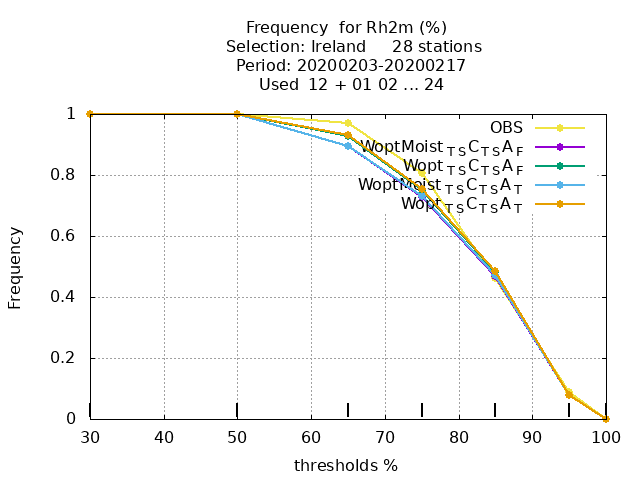 Frequency  for Rh2m (%)
Selection: Ireland     28 stations
Period: 20200203-20200217
Used  12 + 01 02 ... 24
OBS
WoptMoist TS C TS A F
Wopt TS C TS A F
WoptMoist TS C TS A T
Wopt TS C TS A T
1
0.8
0.6
0.4
0.2
0
Frequency
30 40 50 60 70 80 90 100
thresholds %